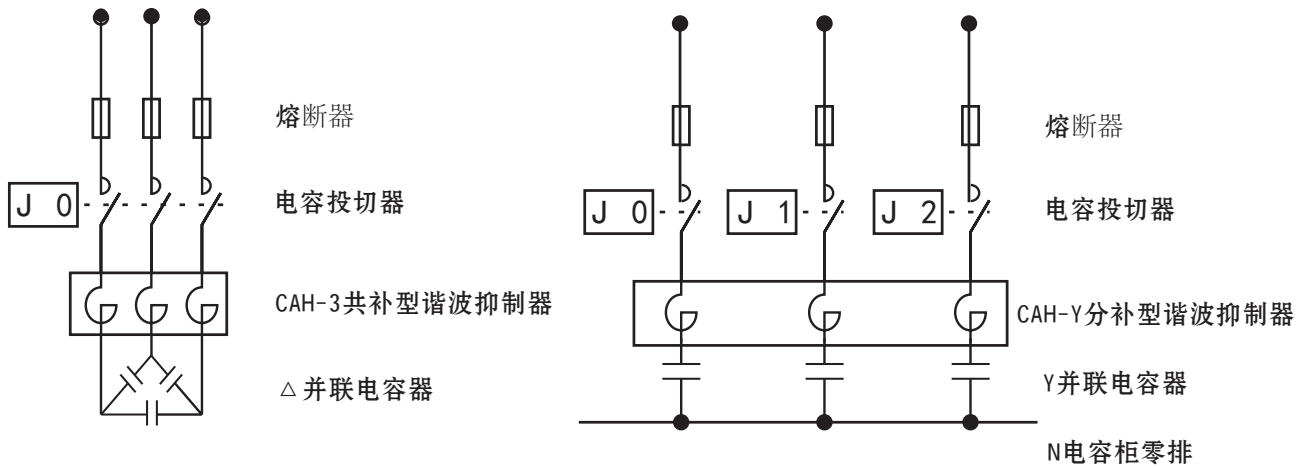 熔断器
J 0
电容投切器
CAH-3共补型谐波抑制器
△并联电容器
熔断器
J 0
J 1
J 2
电容投切器
CAH-Y分补型谐波抑制器
Y并联电容器
N电容柜零排